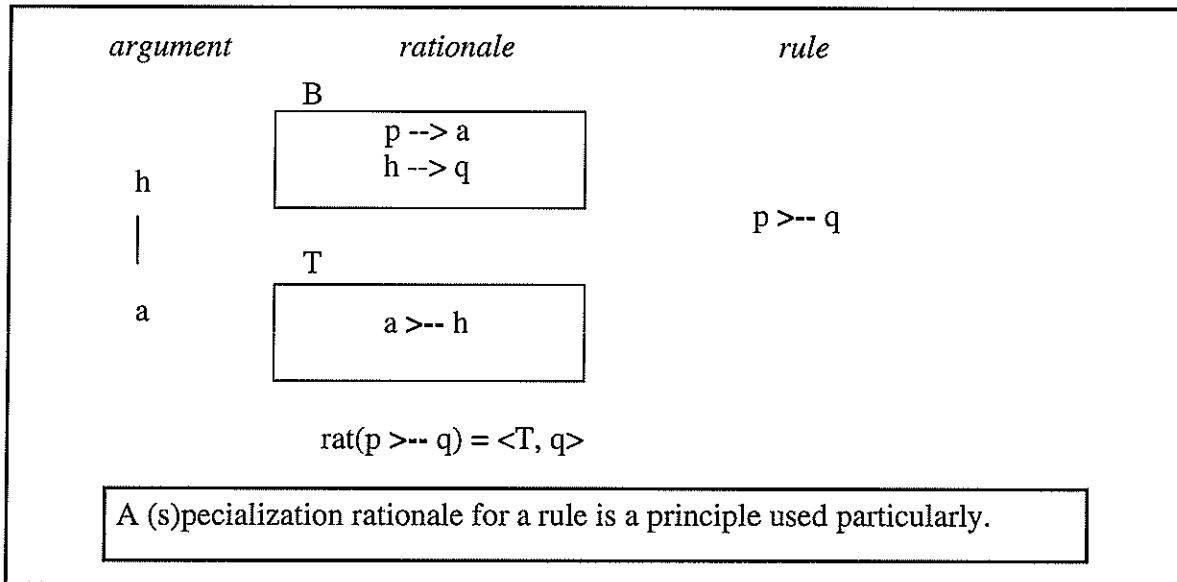 argument rationale rule
B
p --> a
h --> q
h
p >-- q
|
T
a
a >-- h
rat(p >-- q) = <T, q>
A (s)pecialization rationale for a rule is a principle used particularly.